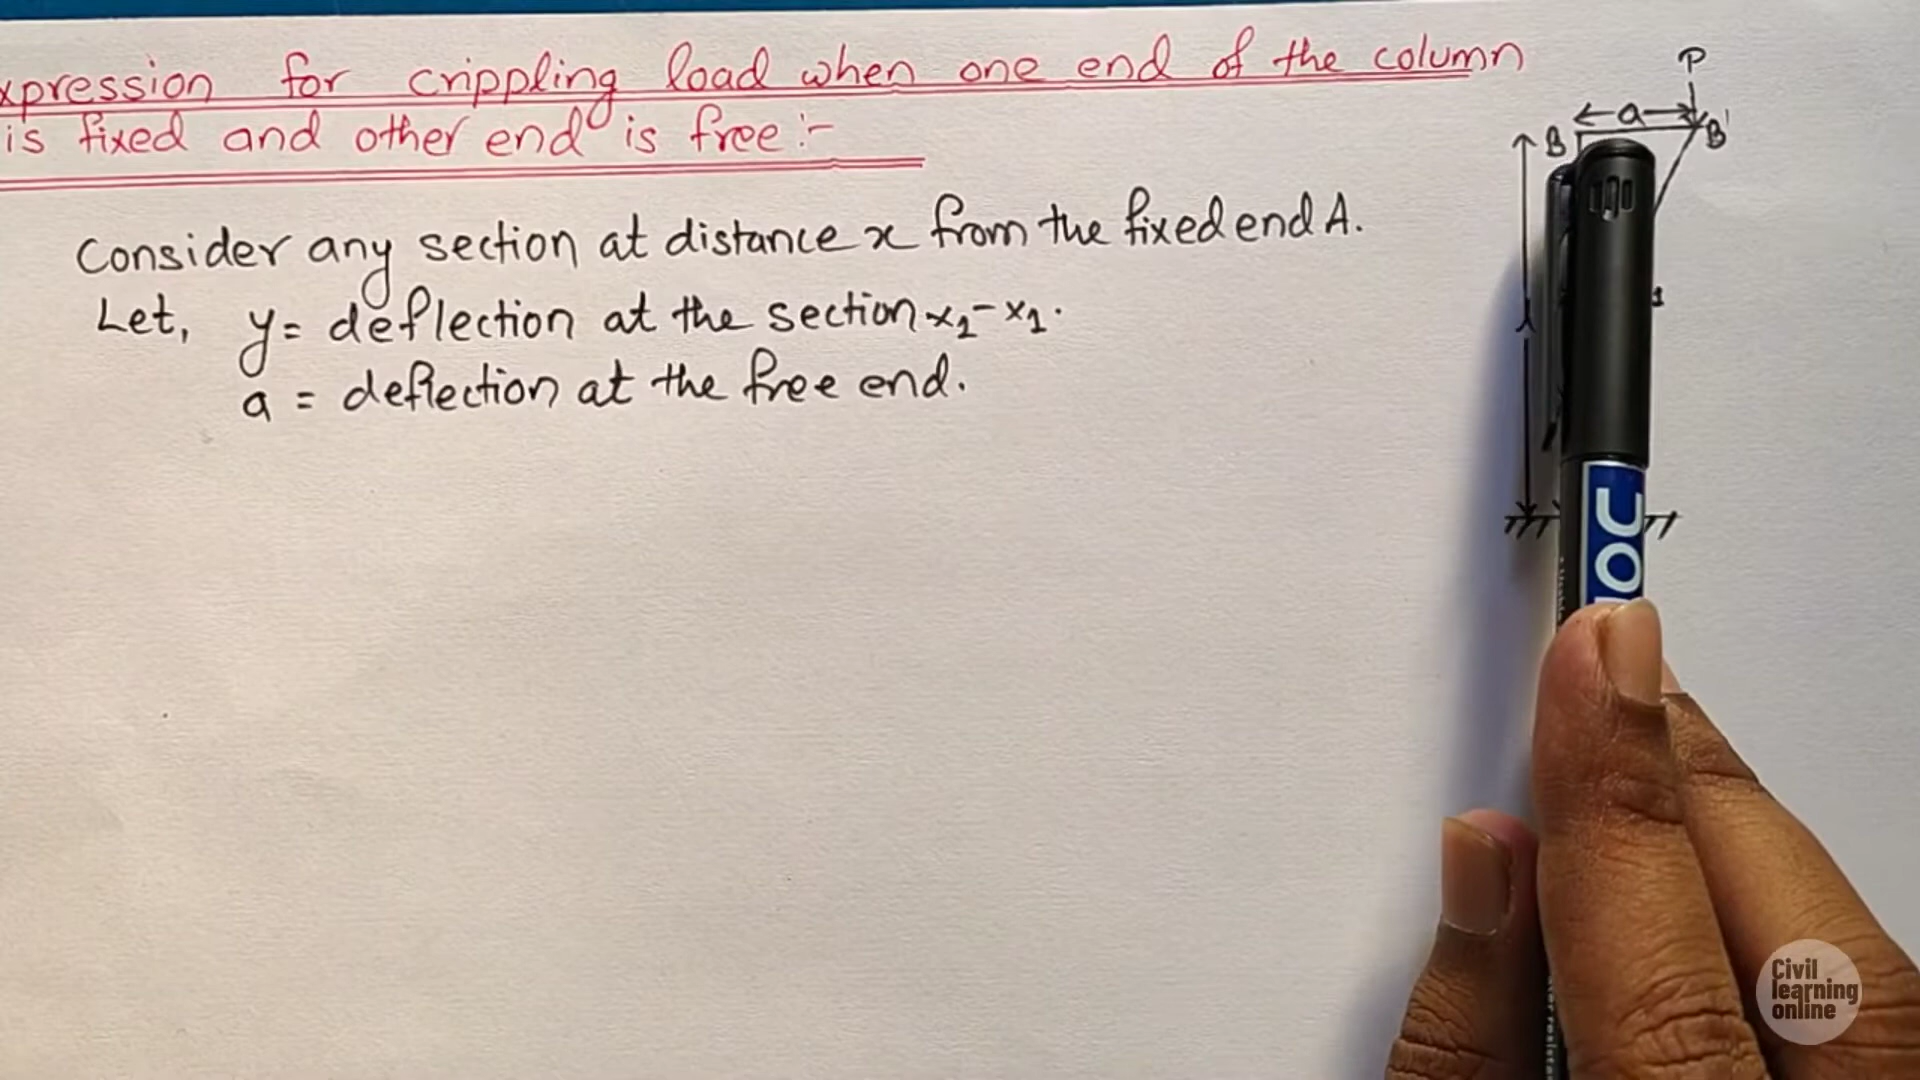 xpression for crippling load when one end of the column
is fixed and other end is free:-
Consider any section at distance x from the fixed end A.
Let, y = deflection at the section x₂-x₁.
a = deflection at the free end.
P
a
B B'
Civil
learning
online